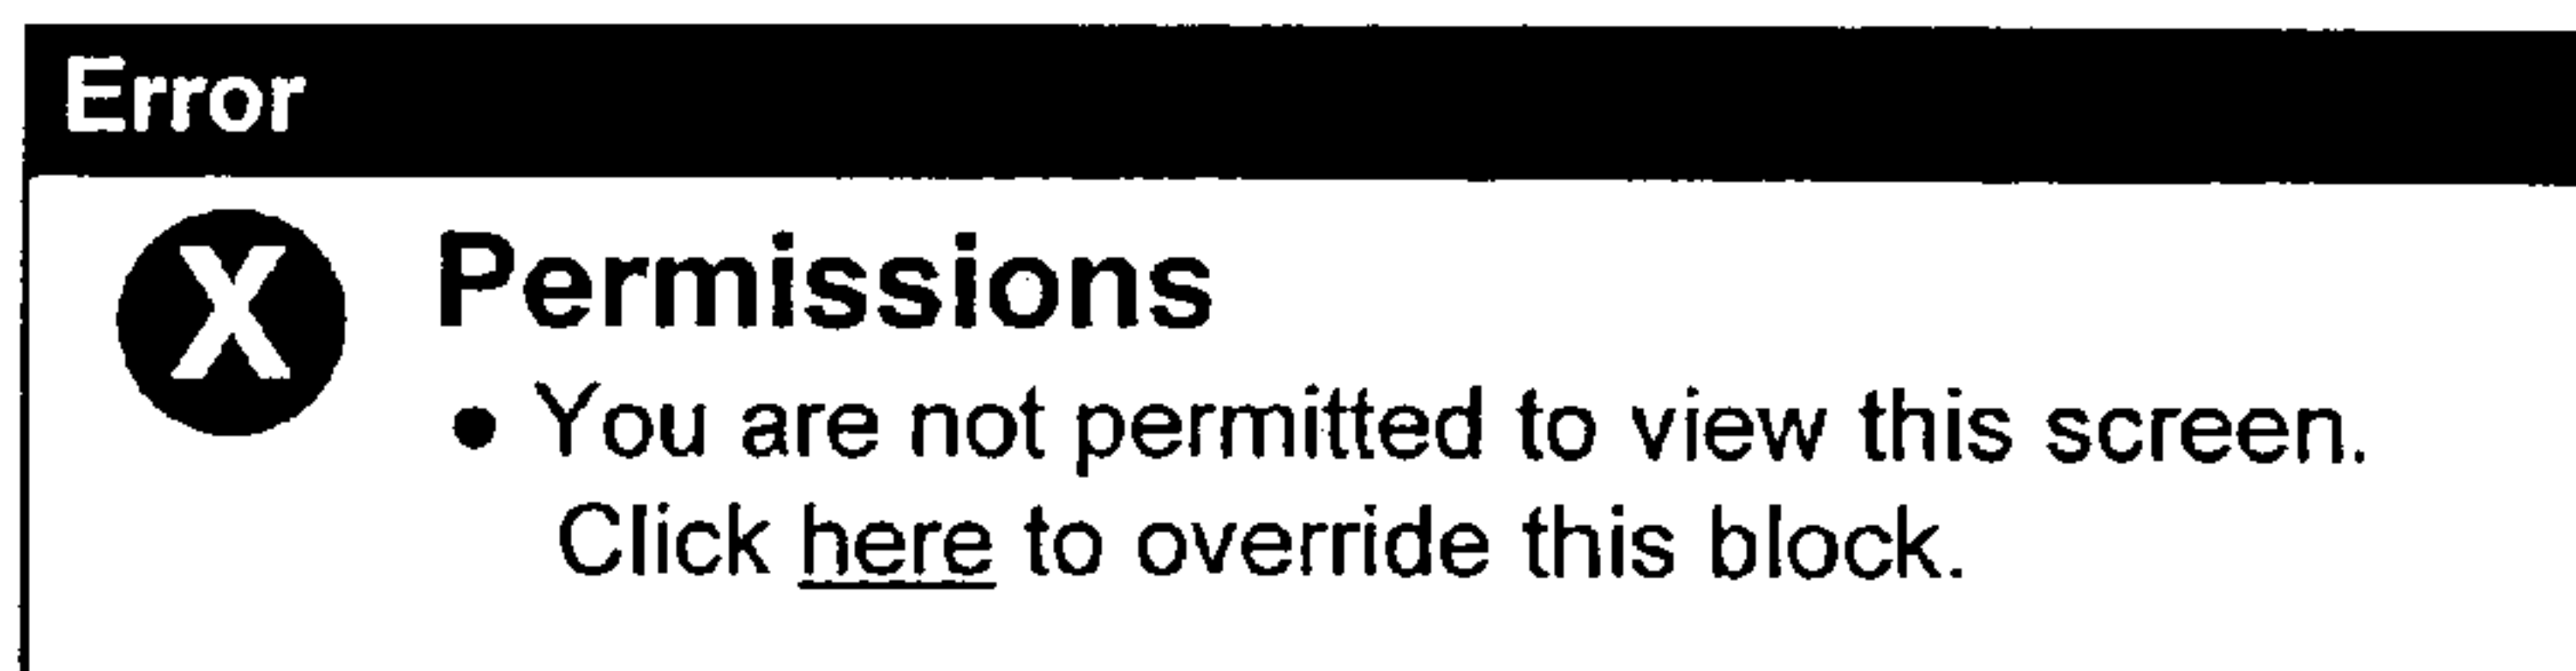 Error
X Permissions
• You are not permitted to view this screen.
Click here to override this block.